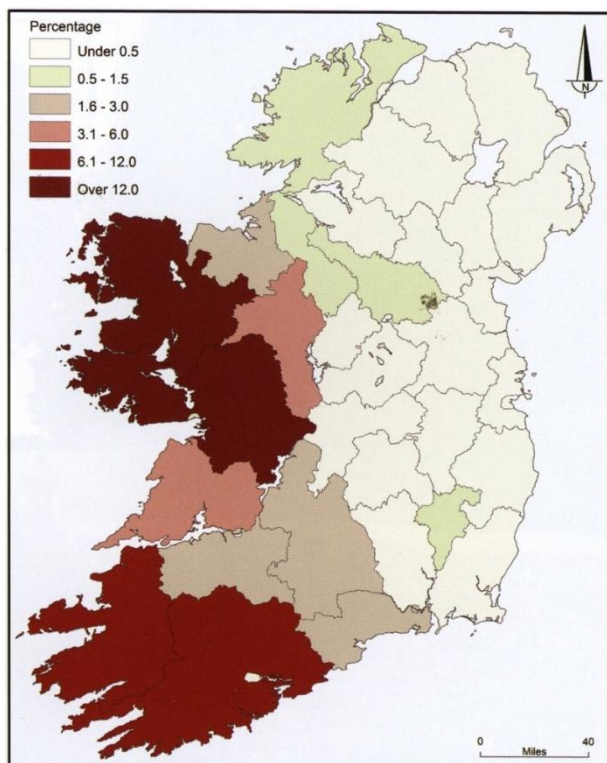 Percentage
Under 0.5
0.5 - 1.5
1.6 - 3.0
3.1 - 6.0
6.1 - 12.0
Over 12.0
N
0 40
Miles